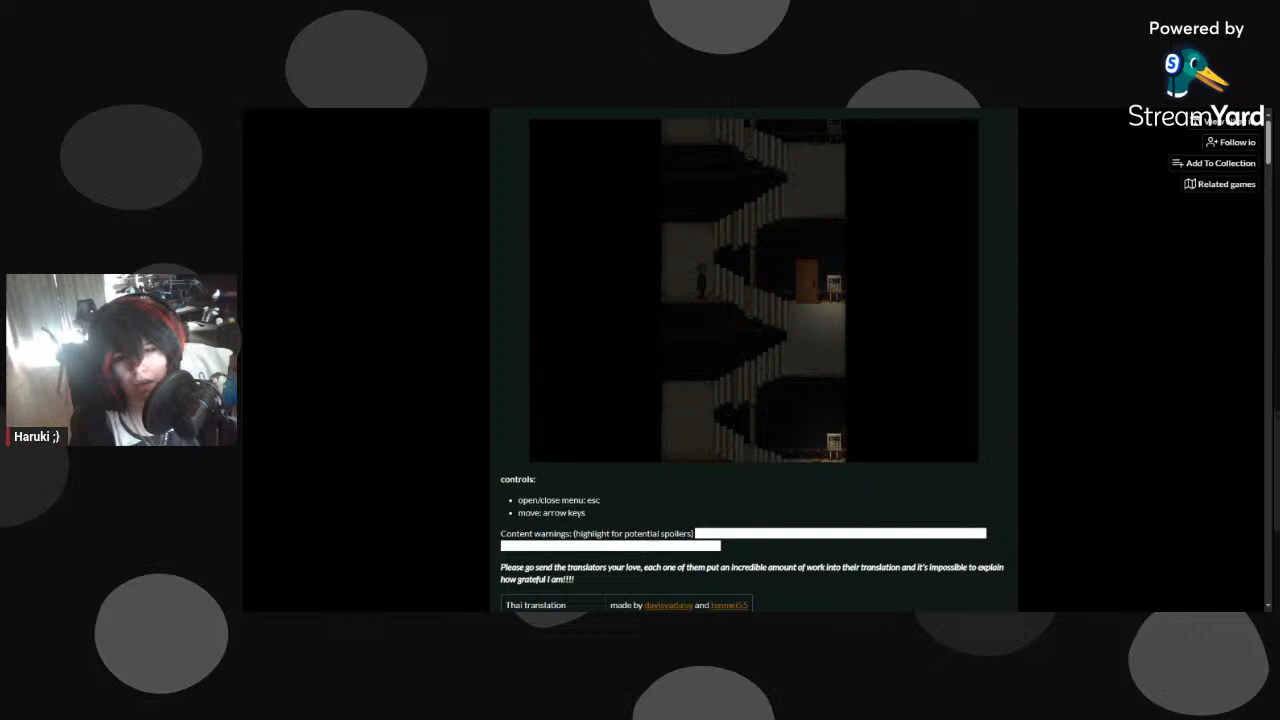 Powered by
StreamYard
Follow io
Add To Collection
Related games
Haruki ;}
controls:
open/close menu: esc
move: arrow keys
Content warnings: (highlight for potential spoilers)
Please go send the translators your love, each one of them put an incredible amount of work into their translation and it's impossible to explain
how grateful I am!!!!
Thai translation made by davisyadaisy and tonmei55